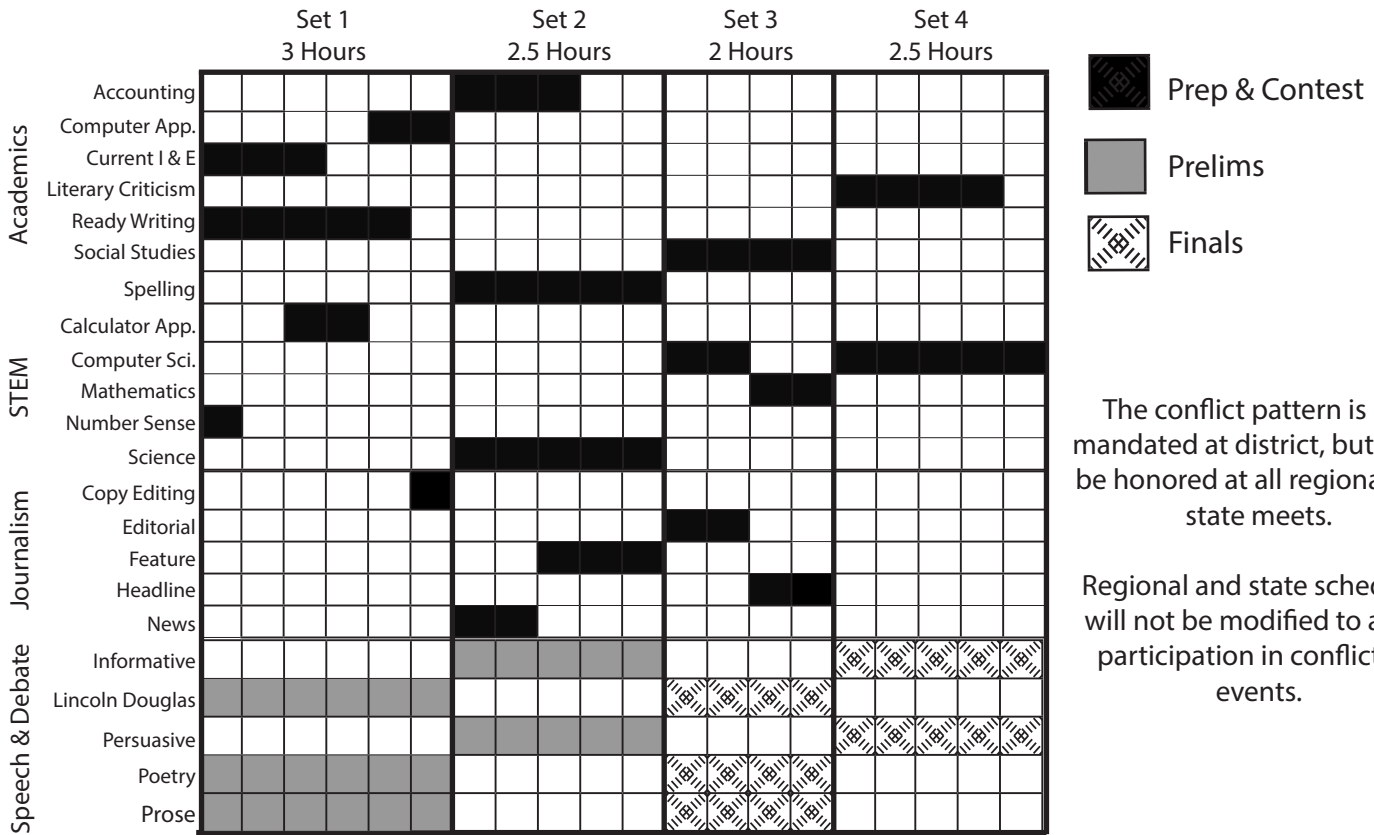 Set 1
3 Hours
Set 2
2.5 Hours
Set 3
2 Hours
Set 4
2.5 Hours
Academics
Accounting
Computer App.
Current I & E
Literary Criticism
Ready Writing
Social Studies
Spelling
STEM
Calculator App.
Computer Sci.
Mathematics
Number Sense
Science
Journalism
Copy Editing
Editorial
Feature
Headline
News
Speech & Debate
Informative
Lincoln Douglas
Persuasive
Poetry
Prose
Prep & Contest
Prelims
Finals
The conflict pattern is
mandated at district, but
be honored at all
state meets.
Regional and state
will not be modified to
participation in
events.